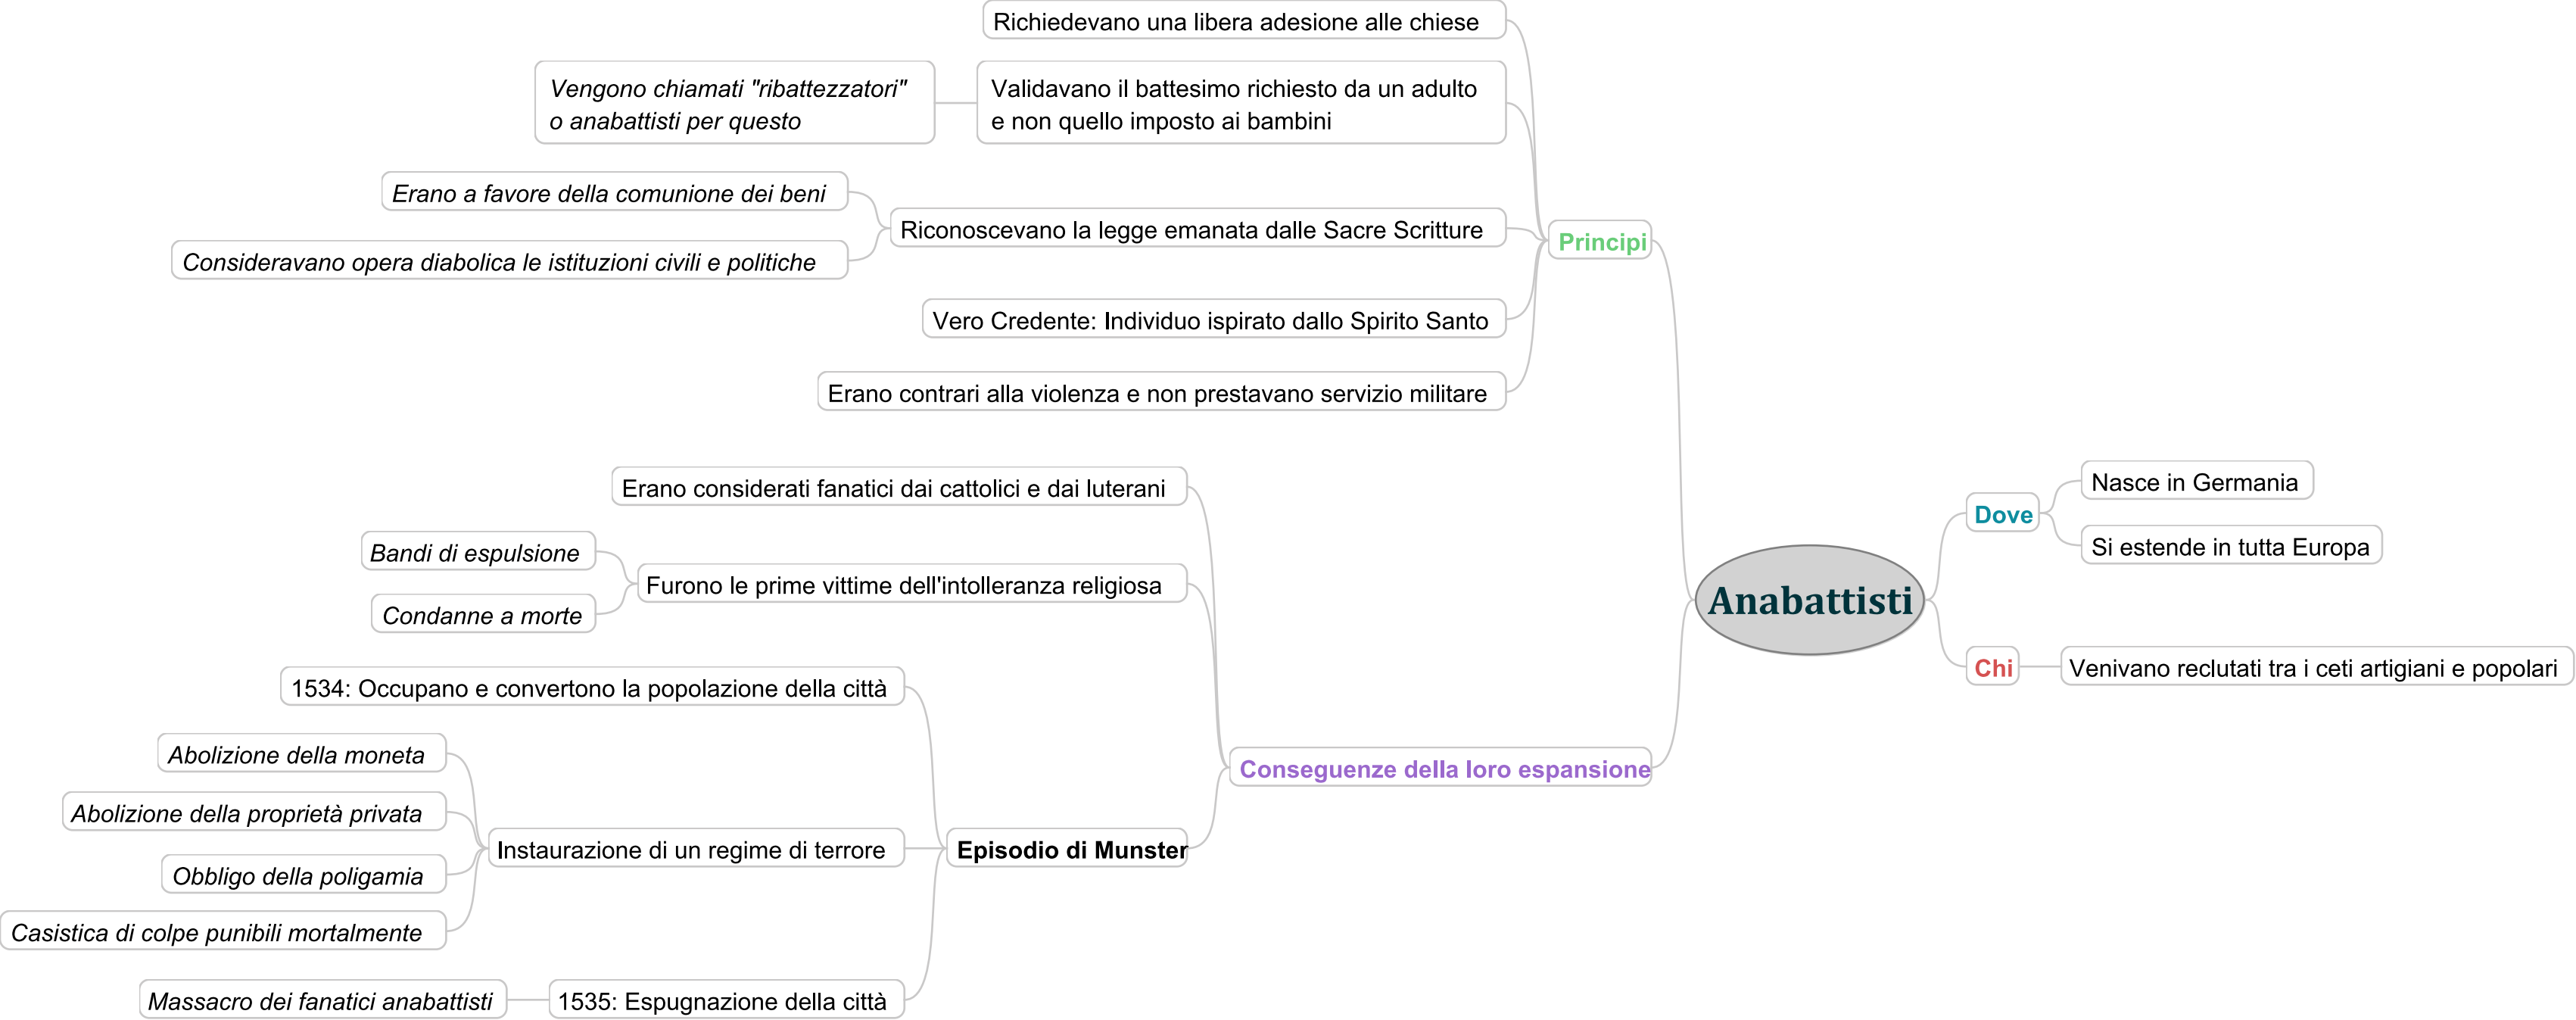 Richiedevano una libera adesione alle chiese
Vengono chiamati "ribattezzatori"
o anabattisti per questo
Validavano il battesimo richiesto da un adulto
e non quello imposto ai bambini
Erano a favore della comunione dei beni
Consideravano opera diabolica le istituzioni civili e politiche
Riconoscevano la legge emanata dalle Sacre Scritture
Principi
Vero Credente: Individuo ispirato dallo Spirito Santo
Erano contrari alla violenza e non prestavano servizio militare
Erano considerati fanatici dai cattolici e dai luterani
Bandi di espulsione
Condanne a morte
Furono le prime vittime dell'intolleranza religiosa
1534: Occupano e convertono la popolazione della città
Abolizione della moneta
Abolizione della proprietà privata
Obbligo della poligamia
Casistica di colpe punibili mortalmente
Instaurazione di un regime di terrore
Episodio di Munster
Massacro dei fanatici anabattisti
1535: Espugnazione della città
Conseguenze della loro espansione
Anabattisti
Dove
Nasce in Germania
Si estende in tutta Europa
Chi
Venivano reclutati tra i ceti artigiani e popolari